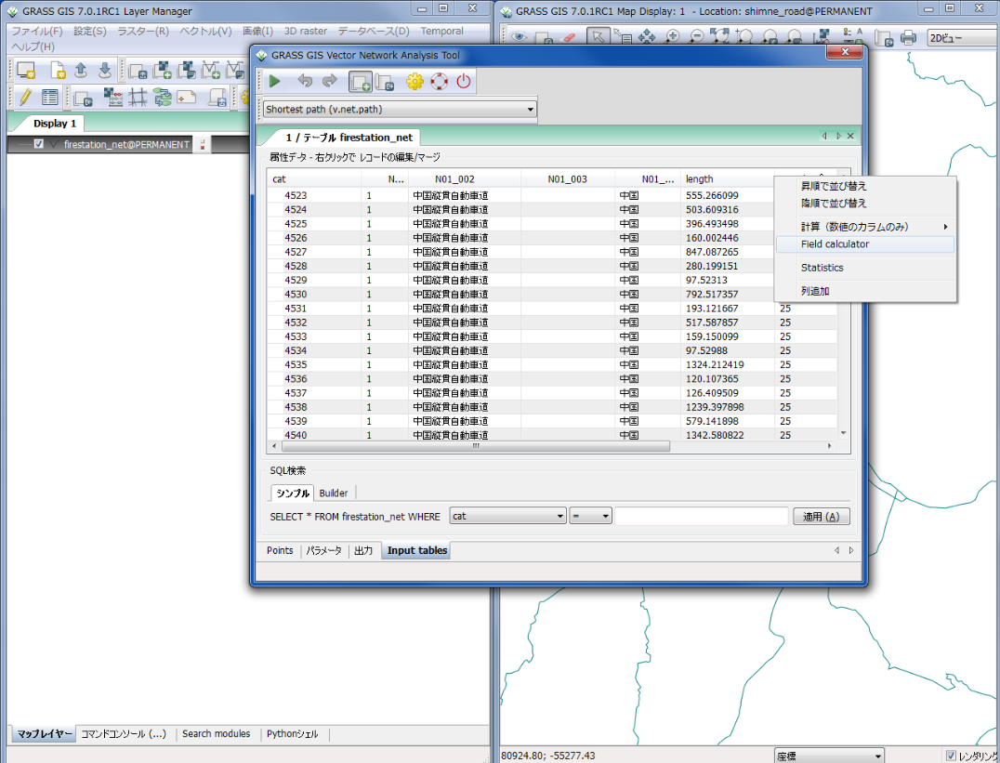 GRASS GIS 7.0.1RC1 Layer Manager
ファイル(F) 設定(S) ラスター(R) ベクトル(V) 画像(I) 3D raster データベース(D) Temporal
ヘルプ(H)
Display 1
firestation_net@PERMANENT
GRASS GIS 7.0.1RC1 Map Display: 1 - Location: shimne_road@PERMANENT
2Dビュー
GRASS GIS Vector Network Analysis Tool
Shortest path (v.net.path)
1 / テーブル firestation_net
属性データ - 右クリックで レコードの編集/マージ
cat N... N01_002 N01_003 N01_... length
4523 1 中国縦貫自動車道 中国 555.266099
4524 1 中国縦貫自動車道 中国 503.609316
4525 1 中国縦貫自動車道 中国 396.493498
4526 1 中国縦貫自動車道 中国 160.002446
4527 1 中国縦貫自動車道 中国 847.087265
4528 1 中国縦貫自動車道 中国 280.199151
4529 1 中国縦貫自動車道 中国 97.52313
4530 1 中国縦貫自動車道 中国 792.517357
4531 1 中国縦貫自動車道 中国 193.121667 25
4532 1 中国縦貫自動車道 中国 517.587857 25
4533 1 中国縦貫自動車道 中国 159.150099 25
4534 1 中国縦貫自動車道 中国 97.52988 25
4535 1 中国縦貫自動車道 中国 1324.212419 25
4536 1 中国縦貫自動車道 中国 120.107365 25
4537 1 中国縦貫自動車道 中国 126.409509 25
4538 1 中国縦貫自動車道 中国 1239.397898 25
4539 1 中国縦貫自動車道 中国 579.141898 25
4540 1 中国縦貫自動車道 中国 1342.580822 25
昇順で並び替え
降順で並び替え
計算（数値のカラムのみ）
Field calculator
Statistics
列追加
SQL検索
シンプル Builder
SELECT * FROM firestation_net WHERE cat = 適用 (A)
Points パラメータ 出力 Input tables
マップレイヤー コマンドコンソール (...) Search modules Pythonシェル
80924.80; -55277.43 座標 レンダリング